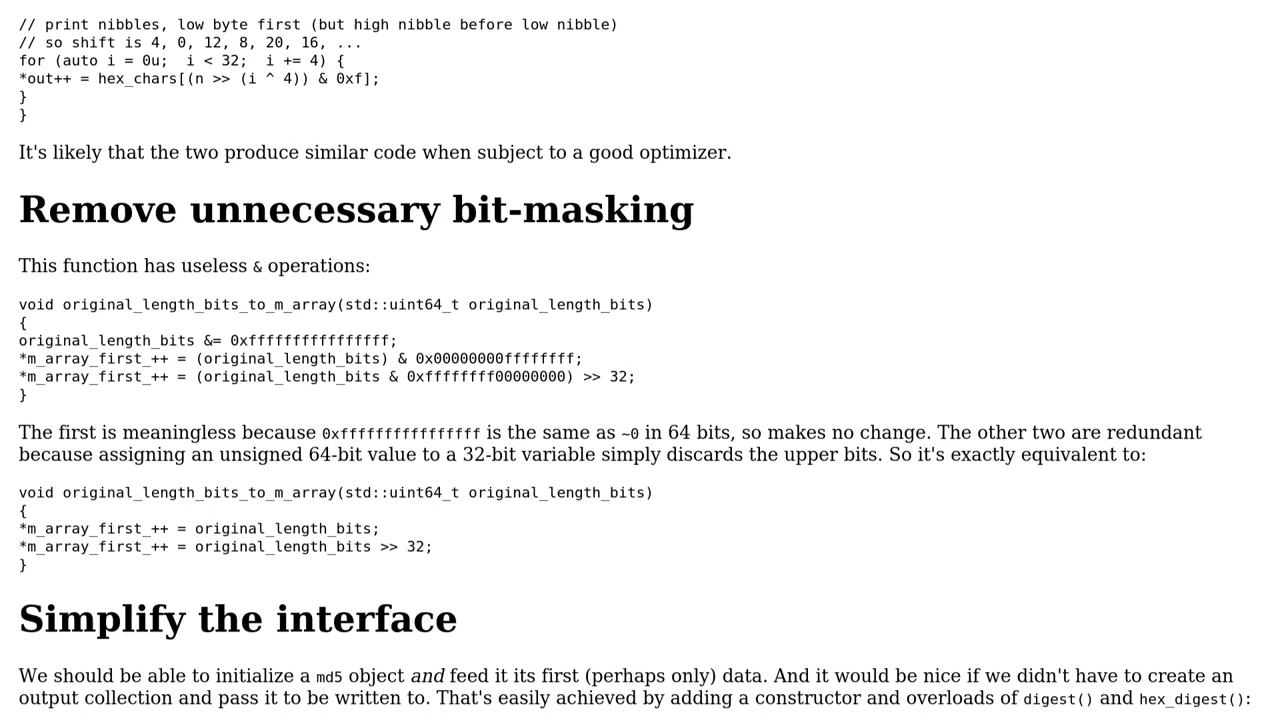 // print nibbles, low byte first (but high nibble before low nibble)
// so shift is 4, 0, 12, 8, 20, 16, ...
for (auto i = 0u;  i < 32;  i += 4) {
*out++ = hex_chars[(n >> (i ^ 4)) & 0xf];
}
}
It's likely that the two produce similar code when subject to a good optimizer.
Remove unnecessary bit-masking
This function has useless & operations:
void original_length_bits_to_m_array(std::uint64_t original_length_bits)
{
original_length_bits &= 0xffffffffffffffff;
*m_array_first_++ = (original_length_bits) & 0x00000000ffffffff;
*m_array_first_++ = (original_length_bits & 0xffffffff00000000) >> 32;
}
The first is meaningless because 0xffffffffffffffff is the same as ~0 in 64 bits, so makes no change. The other two are redundant
because assigning an unsigned 64-bit value to a 32-bit variable simply discards the upper bits. So it's exactly equivalent to:
void original_length_bits_to_m_array(std::uint64_t original_length_bits)
{
*m_array_first_++ = original_length_bits;
*m_array_first_++ = original_length_bits >> 32;
}
Simplify the interface
We should be able to initialize a md5 object and feed it its first (perhaps only) data. And it would be nice if we didn't have to create an
output collection and pass it to be written to. That's easily achieved by adding a constructor and overloads of digest() and hex_digest():